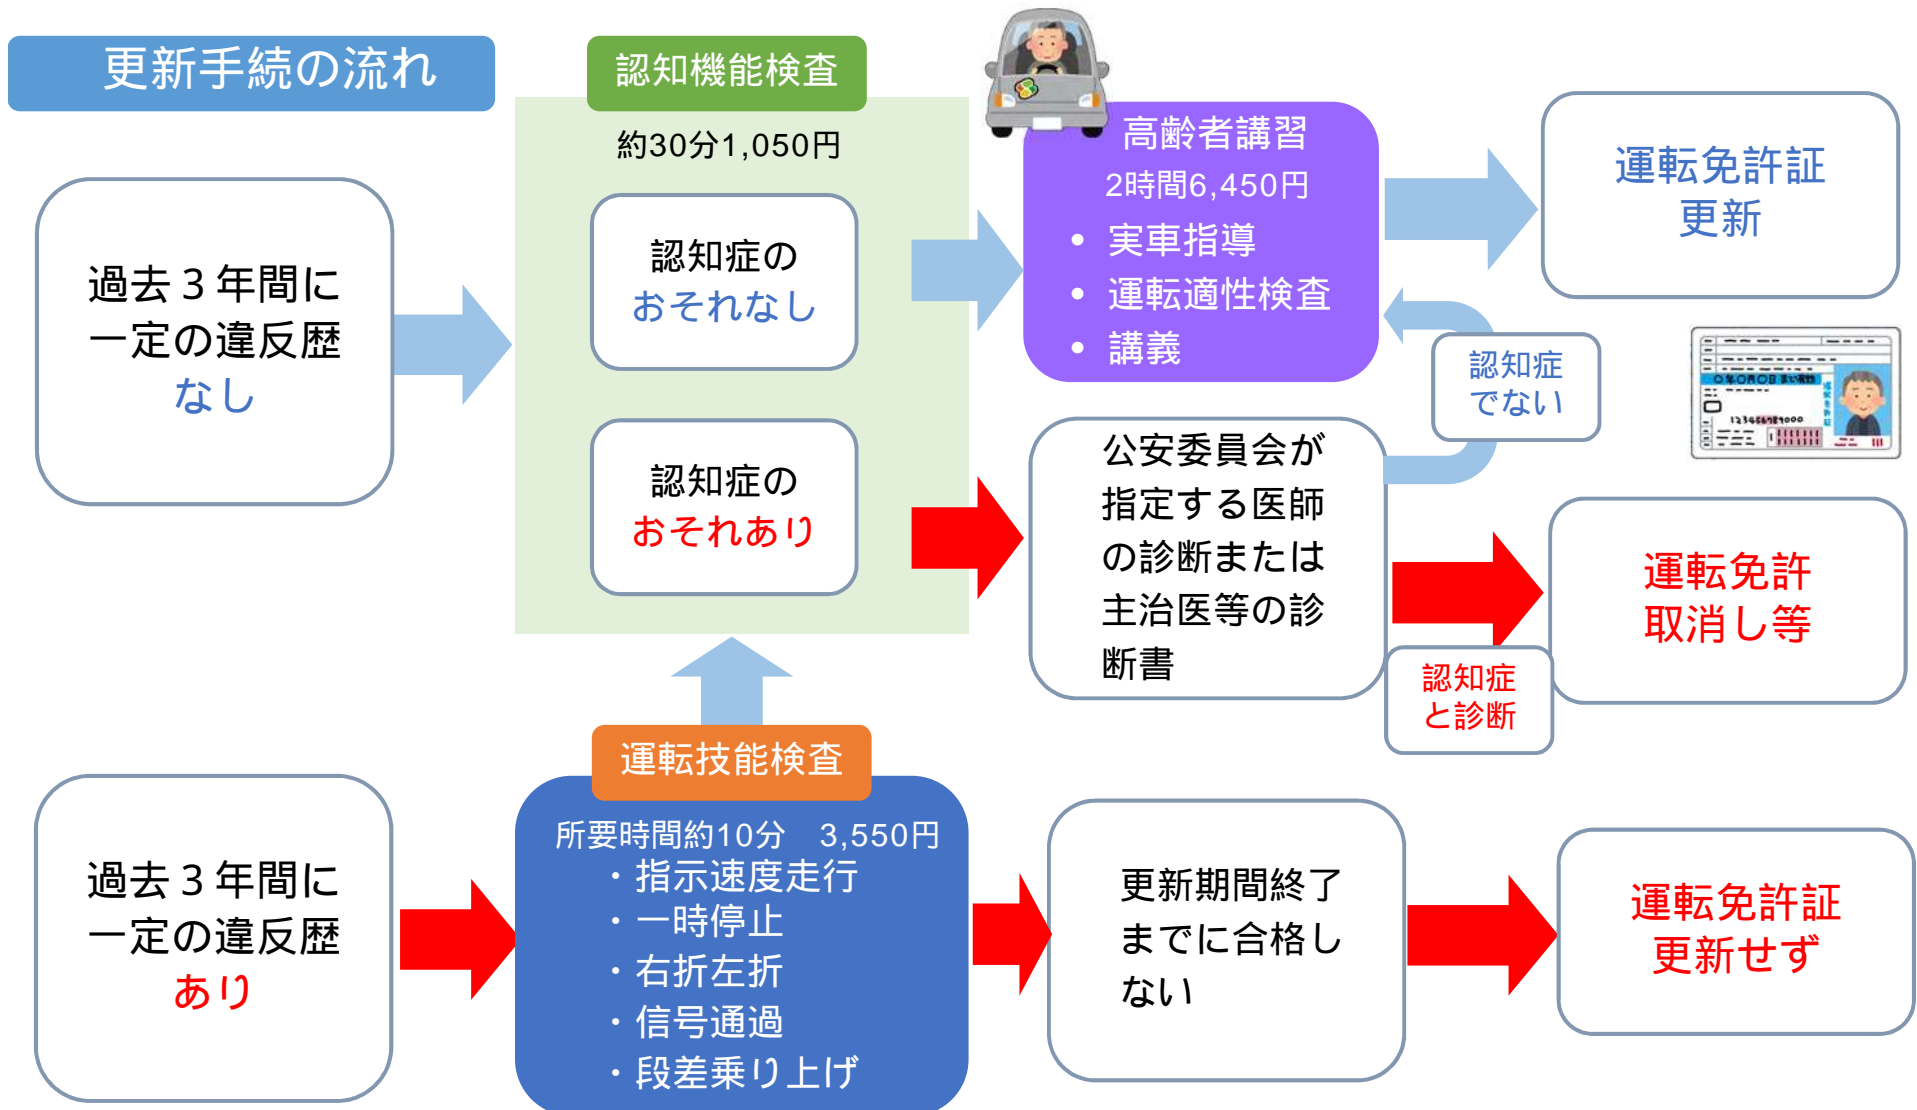 更新手続の流れ
過去３年間に
一定の違反歴
なし
認知機能検査
約30分1,050円
認知症の
おそれなし
認知症の
おそれあり
高齢者講習
2時間6,450円
• 実車指導
• 運転適性検査
• 講義
運転免許証
更新
認知症
でない
公安委員会が
指定する医師
の診断または
主治医等の診
断書
認知症
と診断
運転免許
取消し等
過去３年間に
一定の違反歴
あり
運転技能検査
所要時間約10分　3,550円
・指示速度走行
・一時停止
・右折左折
・信号通過
・段差乗り上げ
更新期間終了
までに合格し
ない
運転免許証
更新せず